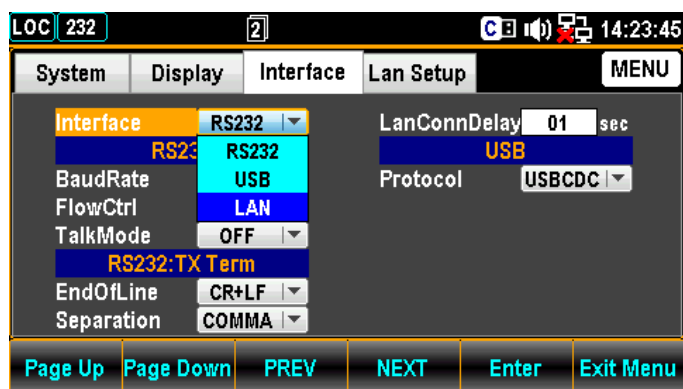 LOC 232 2 C 14:23:45
System Display Interface Lan Setup MENU
Interface RS232 LanConnDelay 01 sec
RS23 RS232 USB
BaudRate USB Protocol USBCDC
FlowCtrl LAN
TalkMode OFF
RS232:TX Term
EndOfLine CR+LF
Separation COMMA
Page Up Page Down PREV NEXT Enter Exit Menu